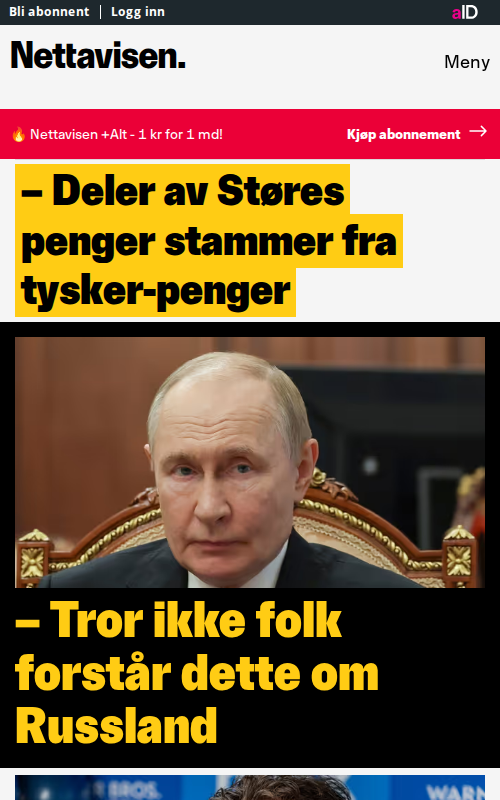 Bli abonnent | Logg inn
aID
Nettavisen.
Meny
🔥 Nettavisen +Alt - 1 kr for 1 md!
Kjøp abonnement →
– Deler av Støres
penger stammer fra
tysker-penger
– Tror ikke folk
forstår dette om
Russland
R BROS.
WARN